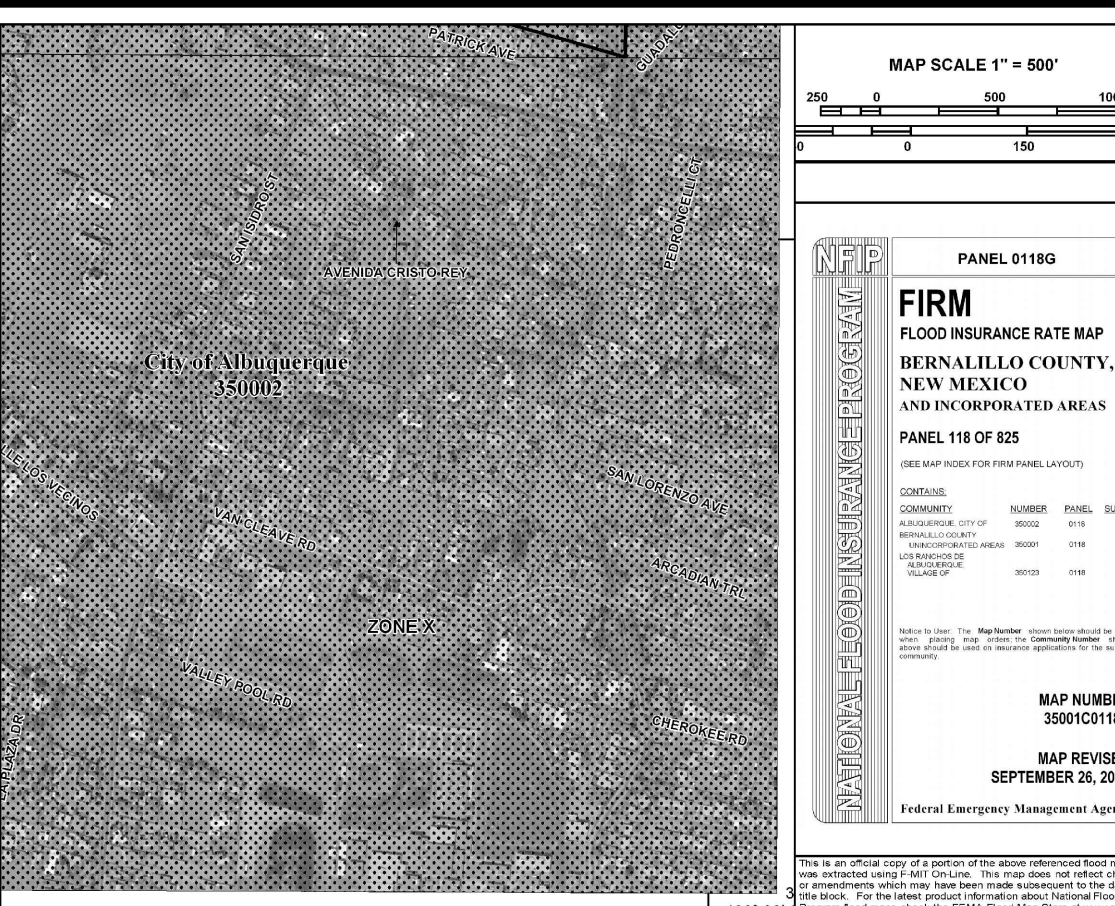 PATRICK AVE
GUADALC
SAN ISIDRO ST
PEDRONCELLI CT
AVENIDA CRISTO REY
City of Albuquerque
350002
LLE LOS VECINOS
SAN LORENZO AVE
VAN CLEAVE RD
ARCADIAN TRL
ZONE X
VALLEY POOL RD
CHEROKEE RD
LA PLAZA DR
MAP SCALE 1" = 500'
250 0 500 100
0 0 150
NFIP
NATIONAL FLOOD INSURANCE PROGRAM
PANEL 0118G
FIRM
FLOOD INSURANCE RATE MAP
BERNALILLO COUNTY,
NEW MEXICO
AND INCORPORATED AREAS
PANEL 118 OF 825
(SEE MAP INDEX FOR FIRM PANEL LAYOUT)
CONTAINS:
COMMUNITY NUMBER PANEL SU
ALBUQUERQUE, CITY OF 350002 0118
BERNALILLO COUNTY
UNINCORPORATED AREAS 350001 0118
LOS RANCHOS DE
ALBUQUERQUE,
VILLAGE OF 350123 0118
Notice to User: The Map Number shown below should be
when placing map orders; the Community Number sh
above should be used on insurance applications for the su
community.
MAP NUMBE
35001C0118
MAP REVISE
SEPTEMBER 26, 20
Federal Emergency Management Agen
3
This is an official copy of a portion of the above referenced flood m
was extracted using F-MIT On-Line. This map does not reflect ch
or amendments which may have been made subsequent to the da
title block. For the latest product information about National Floo